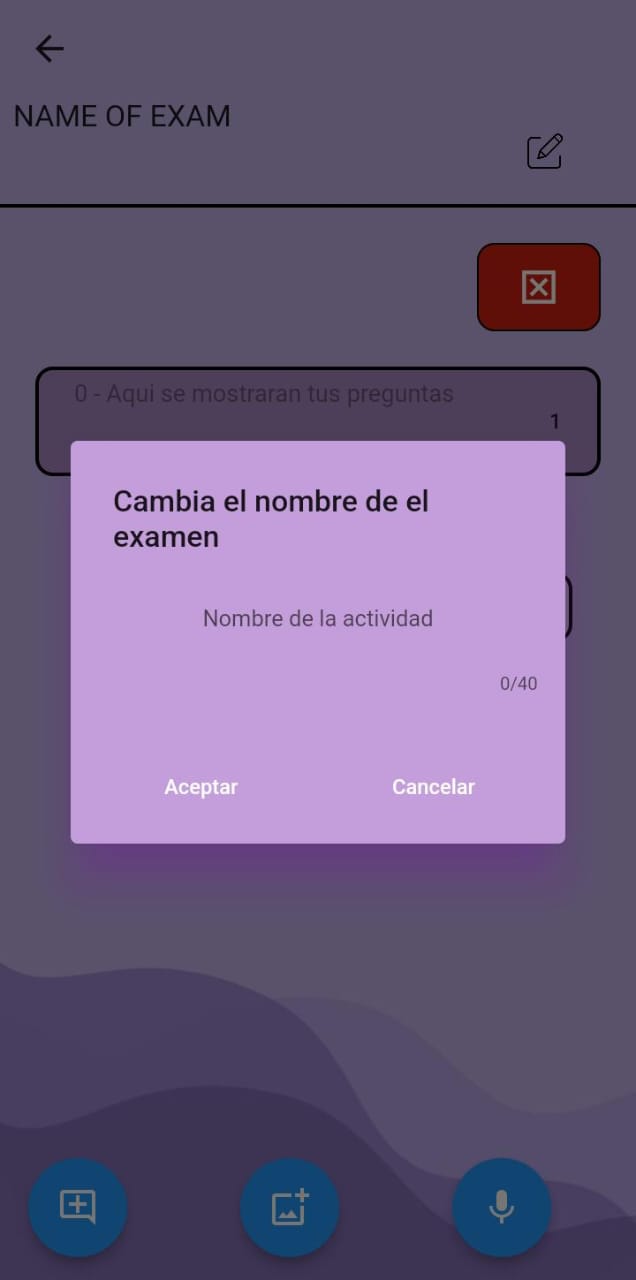 NAME OF EXAM
0 - Aqui se mostraran tus preguntas
1
Cambia el nombre de el
examen
Nombre de la actividad
0/40
Aceptar
Cancelar